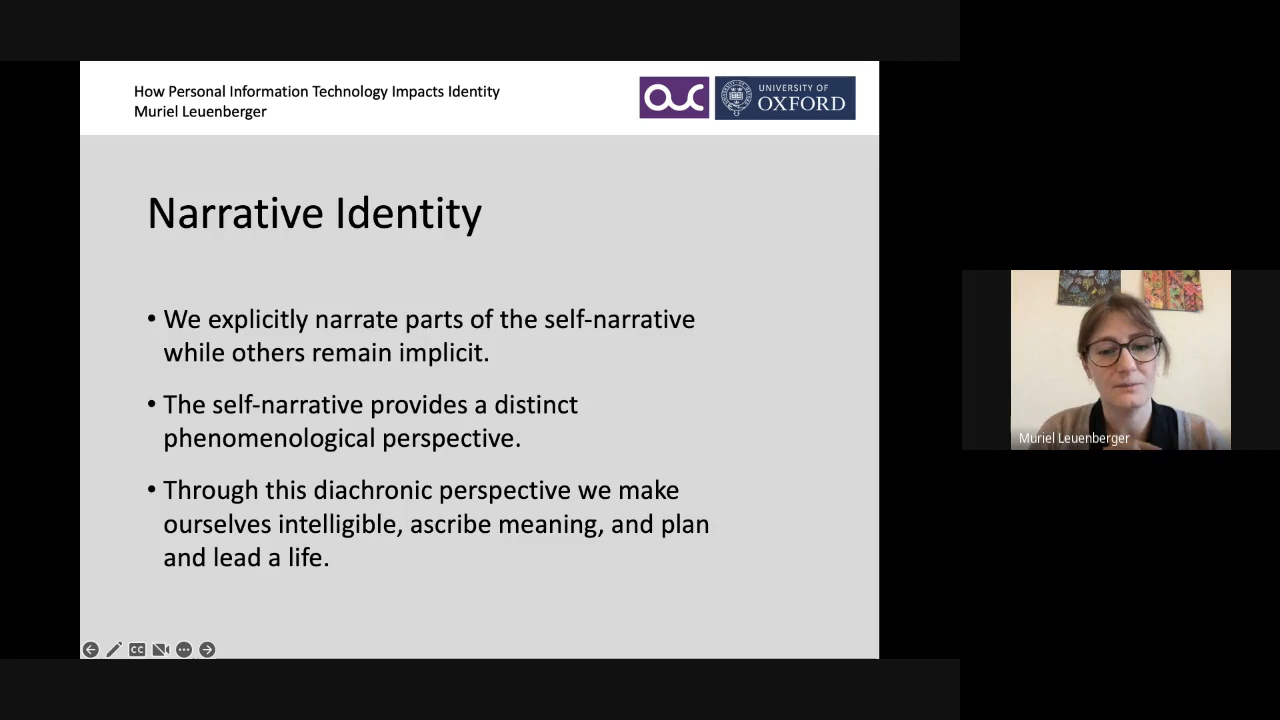 How Personal Information Technology Impacts Identity
Muriel Leuenberger
OUC
UNIVERSITY OF
OXFORD
Narrative Identity
• We explicitly narrate parts of the self-narrative
while others remain implicit.
• The self-narrative provides a distinct
phenomenological perspective.
• Through this diachronic perspective we make
ourselves intelligible, ascribe meaning, and plan
and lead a life.
CC
Muriel Leuenberger